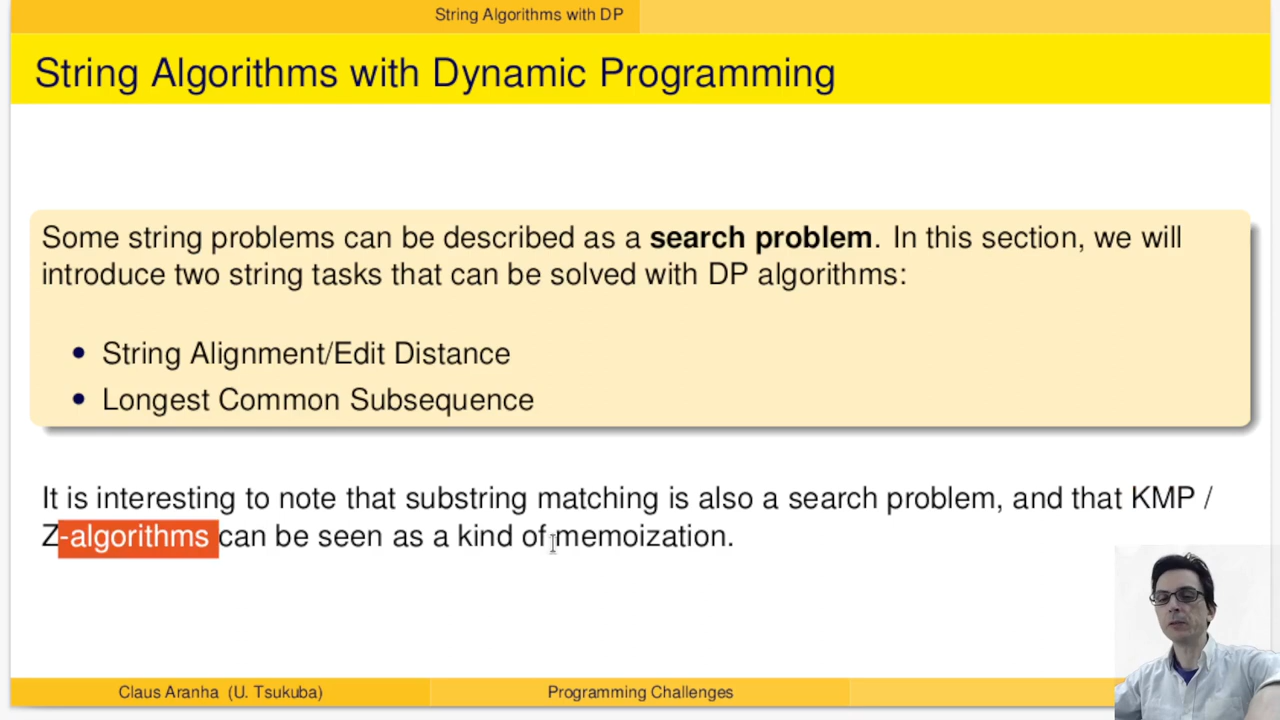 String Algorithms with DP
String Algorithms with Dynamic Programming
Some string problems can be described as a search problem. In this section, we will
introduce two string tasks that can be solved with DP algorithms:
• String Alignment/Edit Distance
• Longest Common Subsequence
It is interesting to note that substring matching is also a search problem, and that KMP /
Z-algorithms can be seen as a kind of memoization.
Claus Aranha (U. Tsukuba)
Programming Challenges